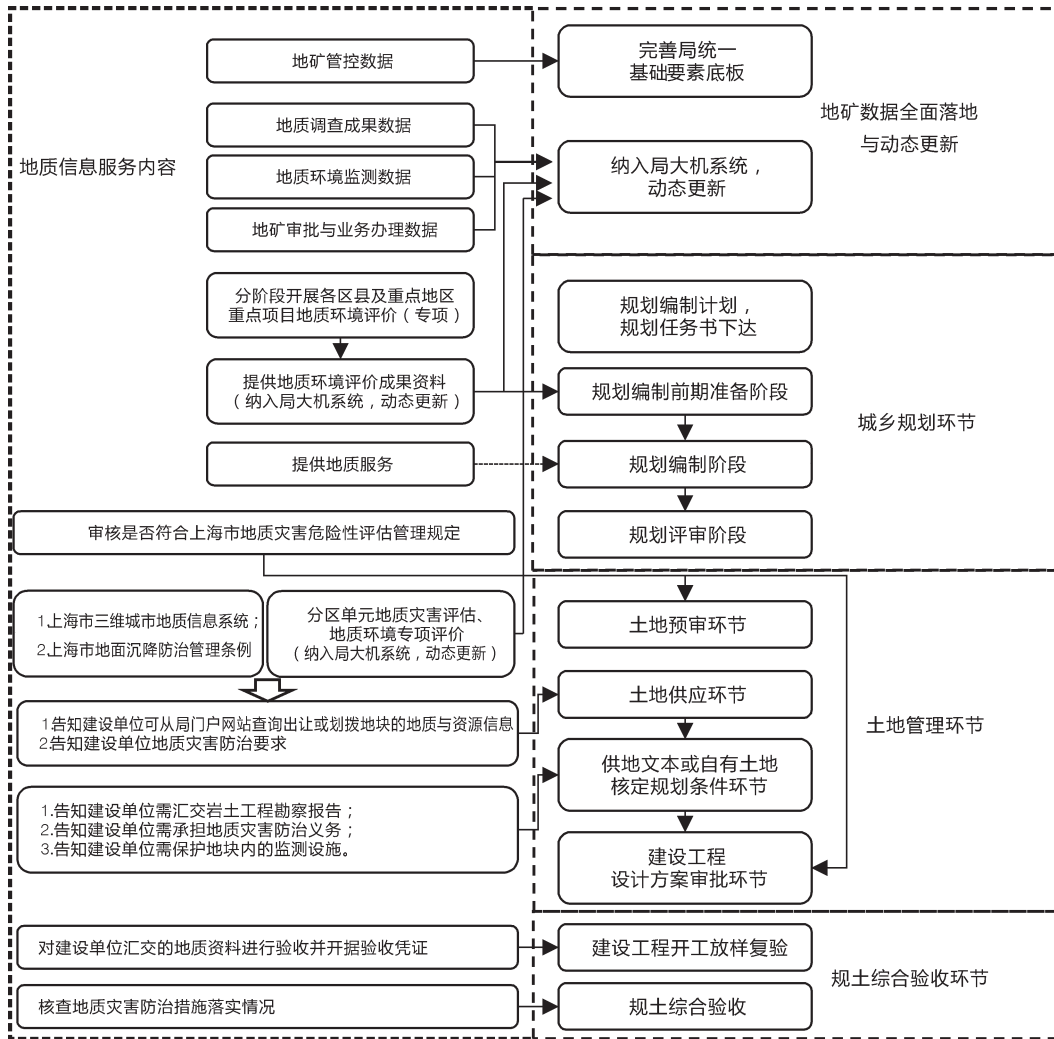 地矿管控数据
完善局统一
基础要素底板
地质调查成果数据
地矿数据全面落地
与动态更新
地质信息服务内容
地质环境监测数据
纳入局大机系统，
动态更新
地矿审批与业务办理数据
分阶段开展各区县及重点地区
重点项目地质环境评价（专项）
规划编制计划，
规划任务书下达
提供地质环境评价成果资料
（纳入局大机系统，动态更新）
规划编制前期准备阶段
城乡规划环节
提供地质服务
规划编制阶段
审核是否符合上海市地质灾害危险性评估管理规定
规划评审阶段
1.上海市三维城市地质信息系统；
2.上海市地面沉降防治管理条例
分区单元地质灾害评估、
地质环境专项评价
（纳入局大机系统，动态更新）
土地预审环节
土地供应环节
1.告知建设单位可从局门户网站查询出让或划拨地块的地质与资源信息
2.告知建设单位地质灾害防治要求
土地管理环节
供地文本或自有土地
核定规划条件环节
1.告知建设单位需汇交岩土工程勘察报告；
2.告知建设单位需承担地质灾害防治义务；
3.告知建设单位需保护地块内的监测设施。
建设工程
设计方案审批环节
对建设单位汇交的地质资料进行验收并开据验收凭证
建设工程开工放样复验
规土综合验收环节
核查地质灾害防治措施落实情况
规土综合验收